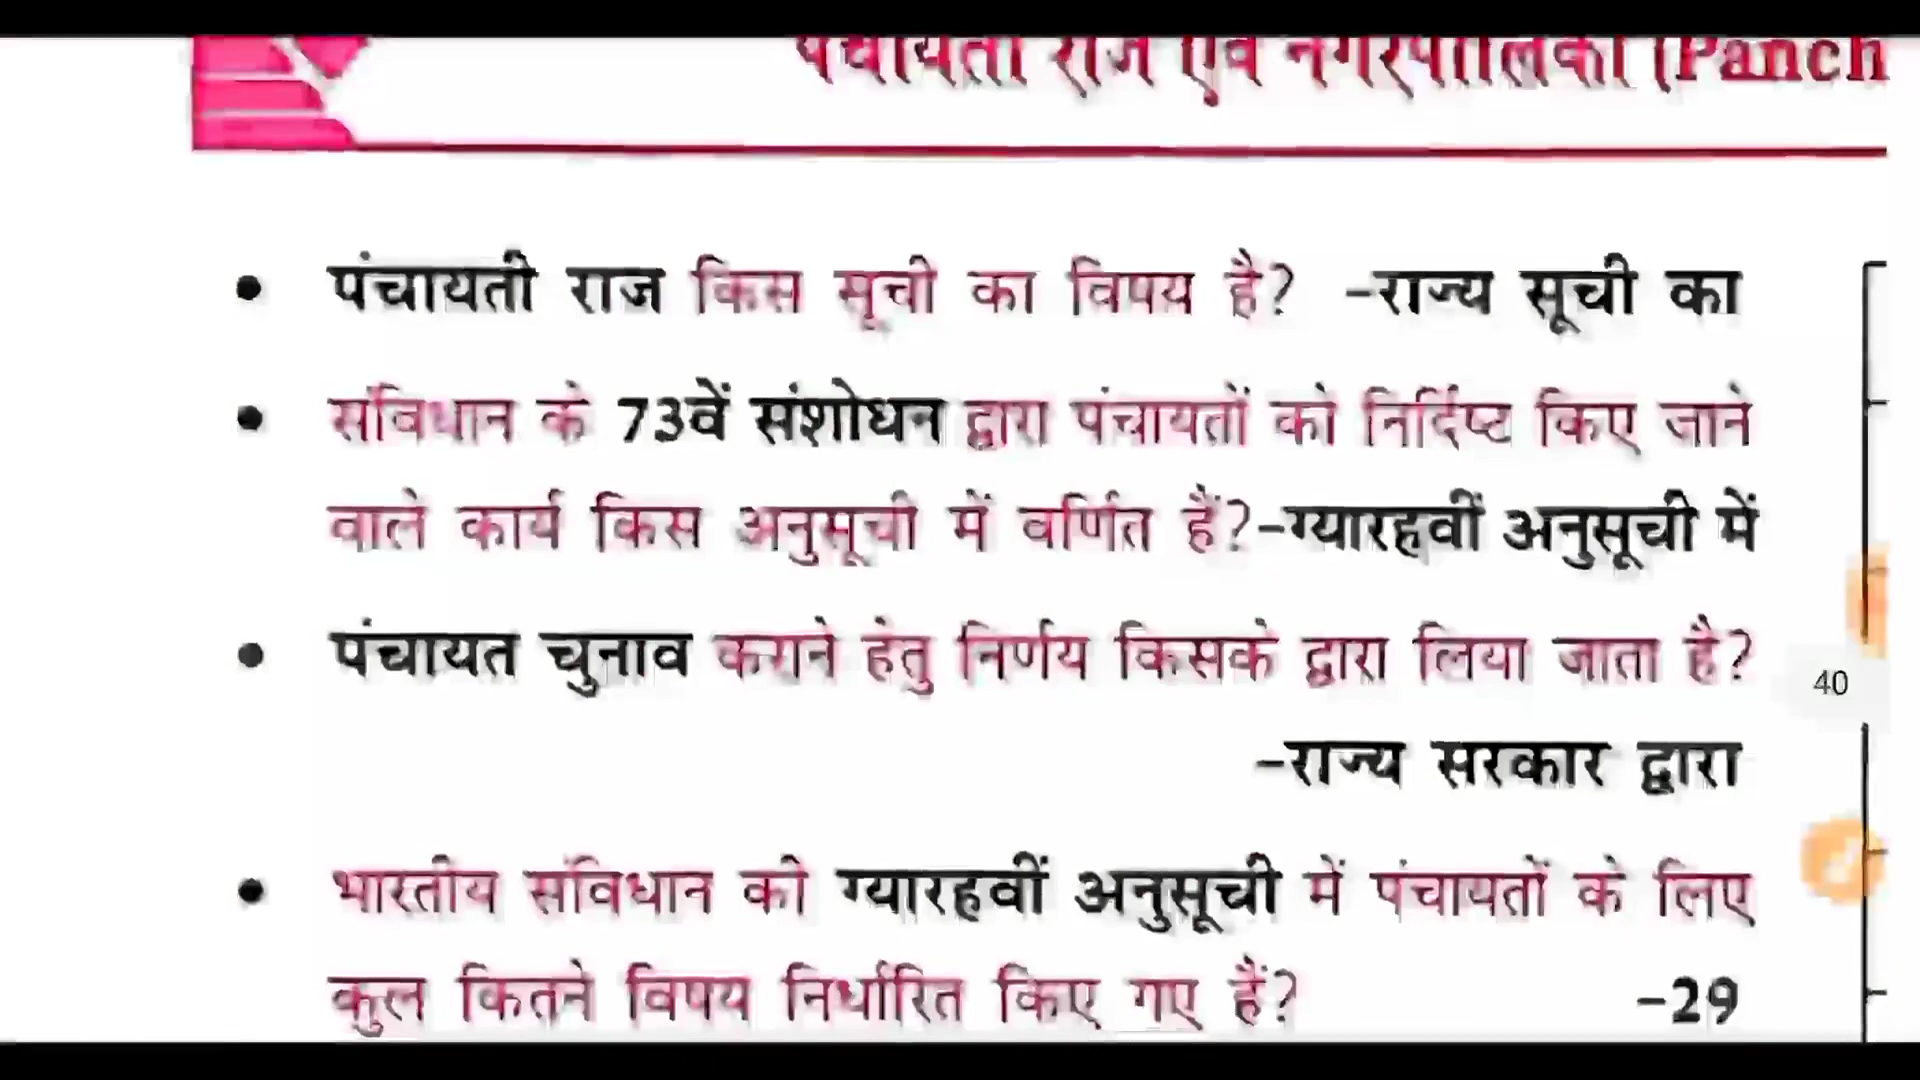 पंचायती राज एवं नगरपालिका (Panch
• पंचायती राज किस सूची का विषय है? -राज्य सूची का
• संविधान के 73वें संशोधन द्वारा पंचायतों को निर्दिष्ट किए जाने
वाले कार्य किस अनुसूची में वर्णित हैं?-ग्यारहवीं अनुसूची में
• पंचायत चुनाव कराने हेतु निर्णय किसके द्वारा लिया जाता है?
-राज्य सरकार द्वारा
40
• भारतीय संविधान की ग्यारहवीं अनुसूची में पंचायतों के लिए
कुल कितने विषय निर्धारित किए गए हैं? -29